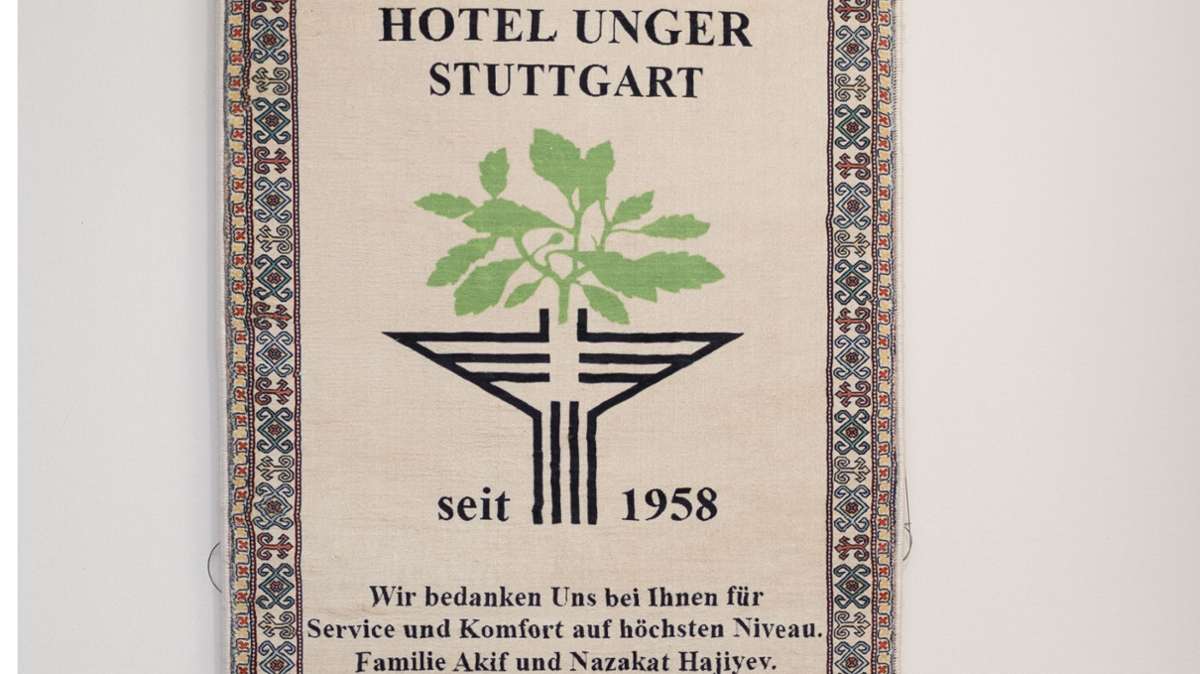 HOTEL UNGER
STUTTGART
seit 1958
Wir bedanken Uns bei Ihnen für
Service und Komfort auf höchsten Niveau.
Familie Akif und Nazakat Hajiyev.